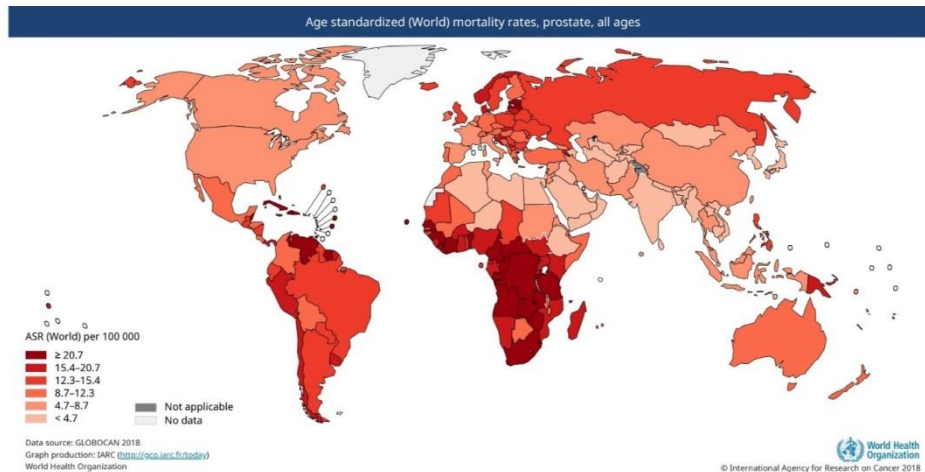 Age standardized (World) mortality rates, prostate, all ages
ASR (World) per 100 000
≥ 20.7
15.4–20.7
12.3–15.4
8.7–12.3
4.7–8.7
< 4.7
Not applicable
No data
Data source: GLOBOCAN 2018
Graph production: IARC (http://gco.iarc.fr/today)
World Health Organization
World Health
Organization
© International Agency for Research on Cancer 2018